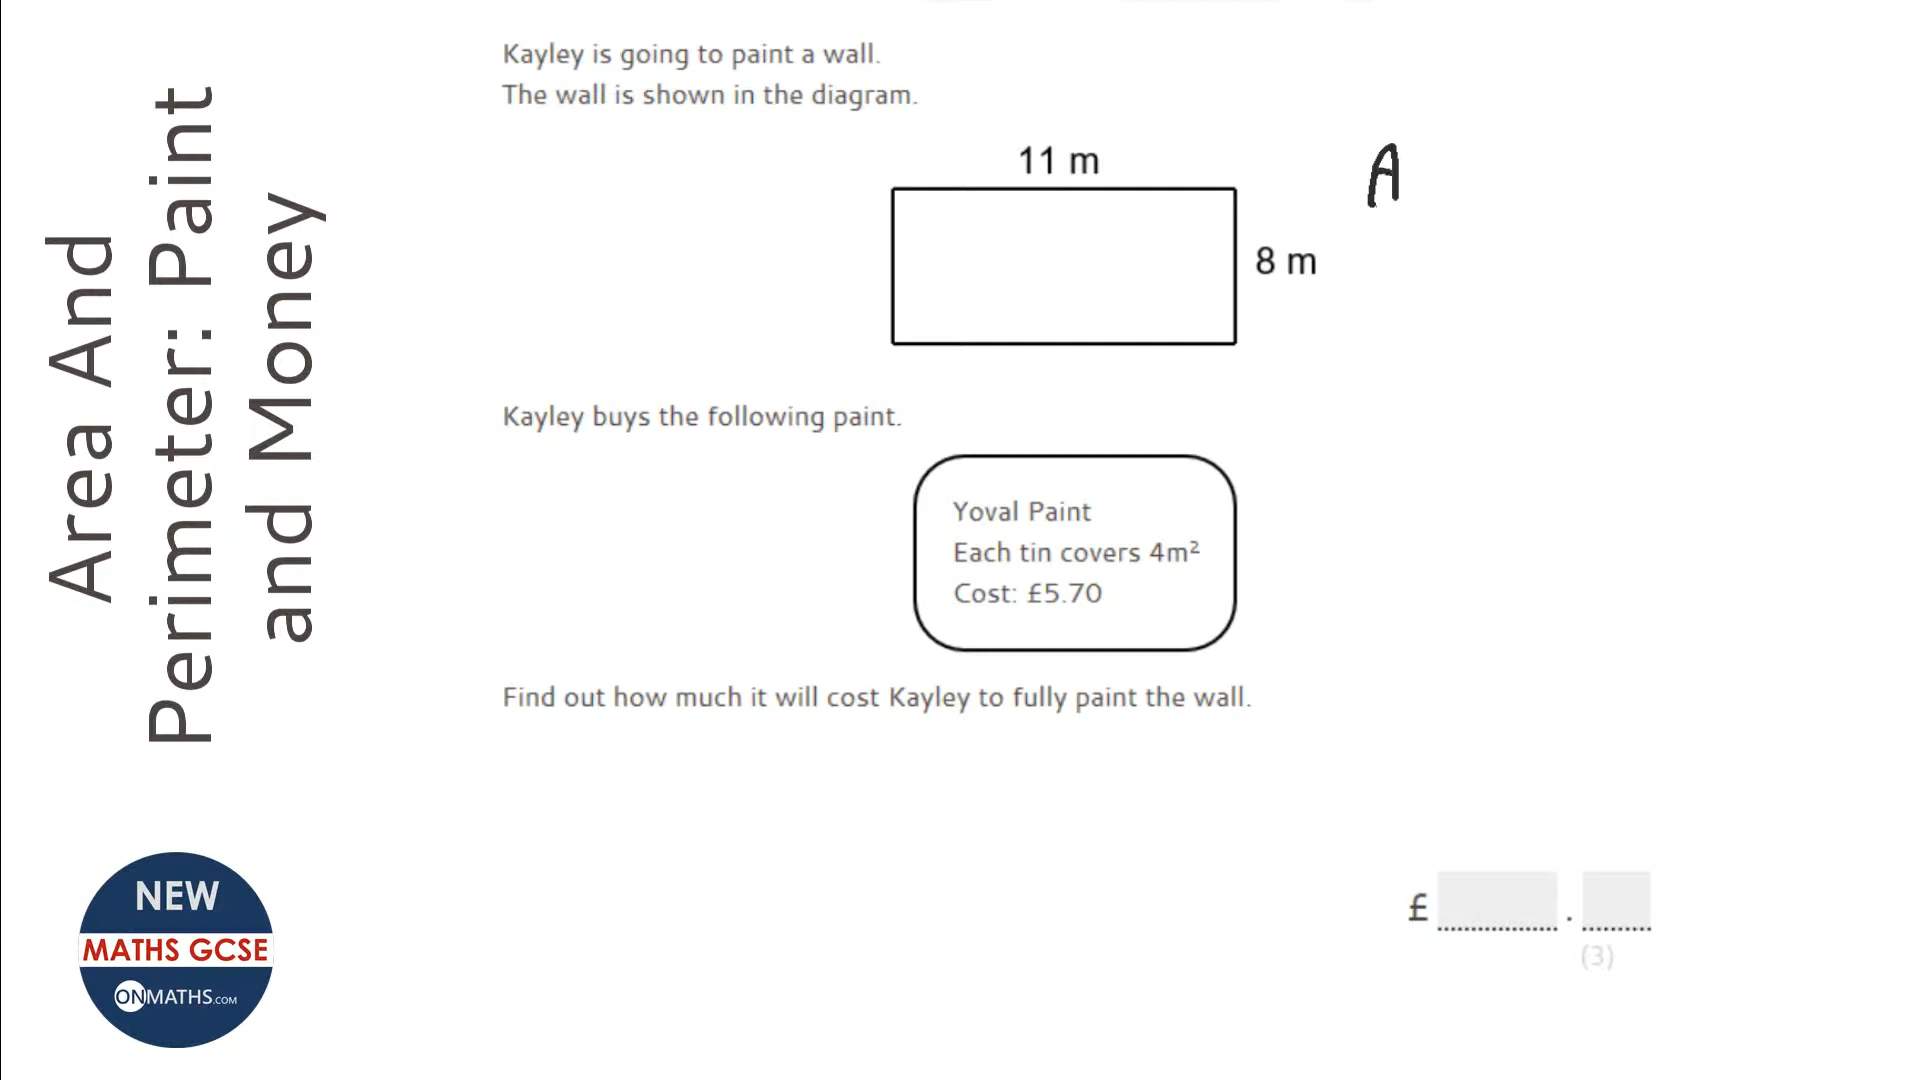 Area And
Perimeter: Paint
and Money
Kayley is going to paint a wall.
The wall is shown in the diagram.
11 m
A
8 m
Kayley buys the following paint.
Yoval Paint
Each tin covers 4m²
Cost: £5.70
Find out how much it will cost Kayley to fully paint the wall.
£ .
(3)
NEW
MATHS GCSE
ONMATHS.COM